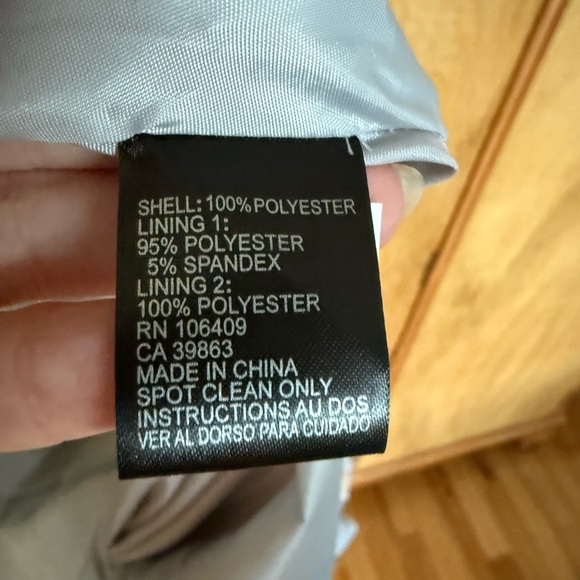 SHELL: 100% POLYESTER
LINING 1:
95% POLYESTER
5% SPANDEX
LINING 2:
100% POLYESTER
RN 106409
CA 39863
MADE IN CHINA
SPOT CLEAN ONLY
INSTRUCTIONS AU DOS
VER AL DORSO PARA CUIDADO